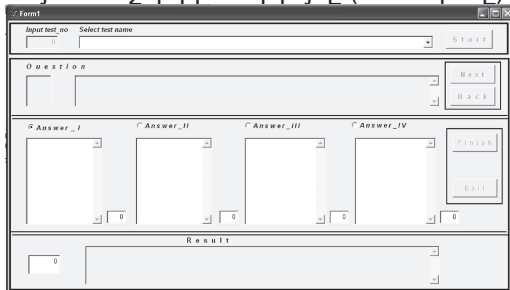 Form1
Input test_no Select test name
0 Start
Question
Next
Back
Answer_I Answer_II Answer_III Answer_IV
Finish
0 0 0 0
Exit
Result
0